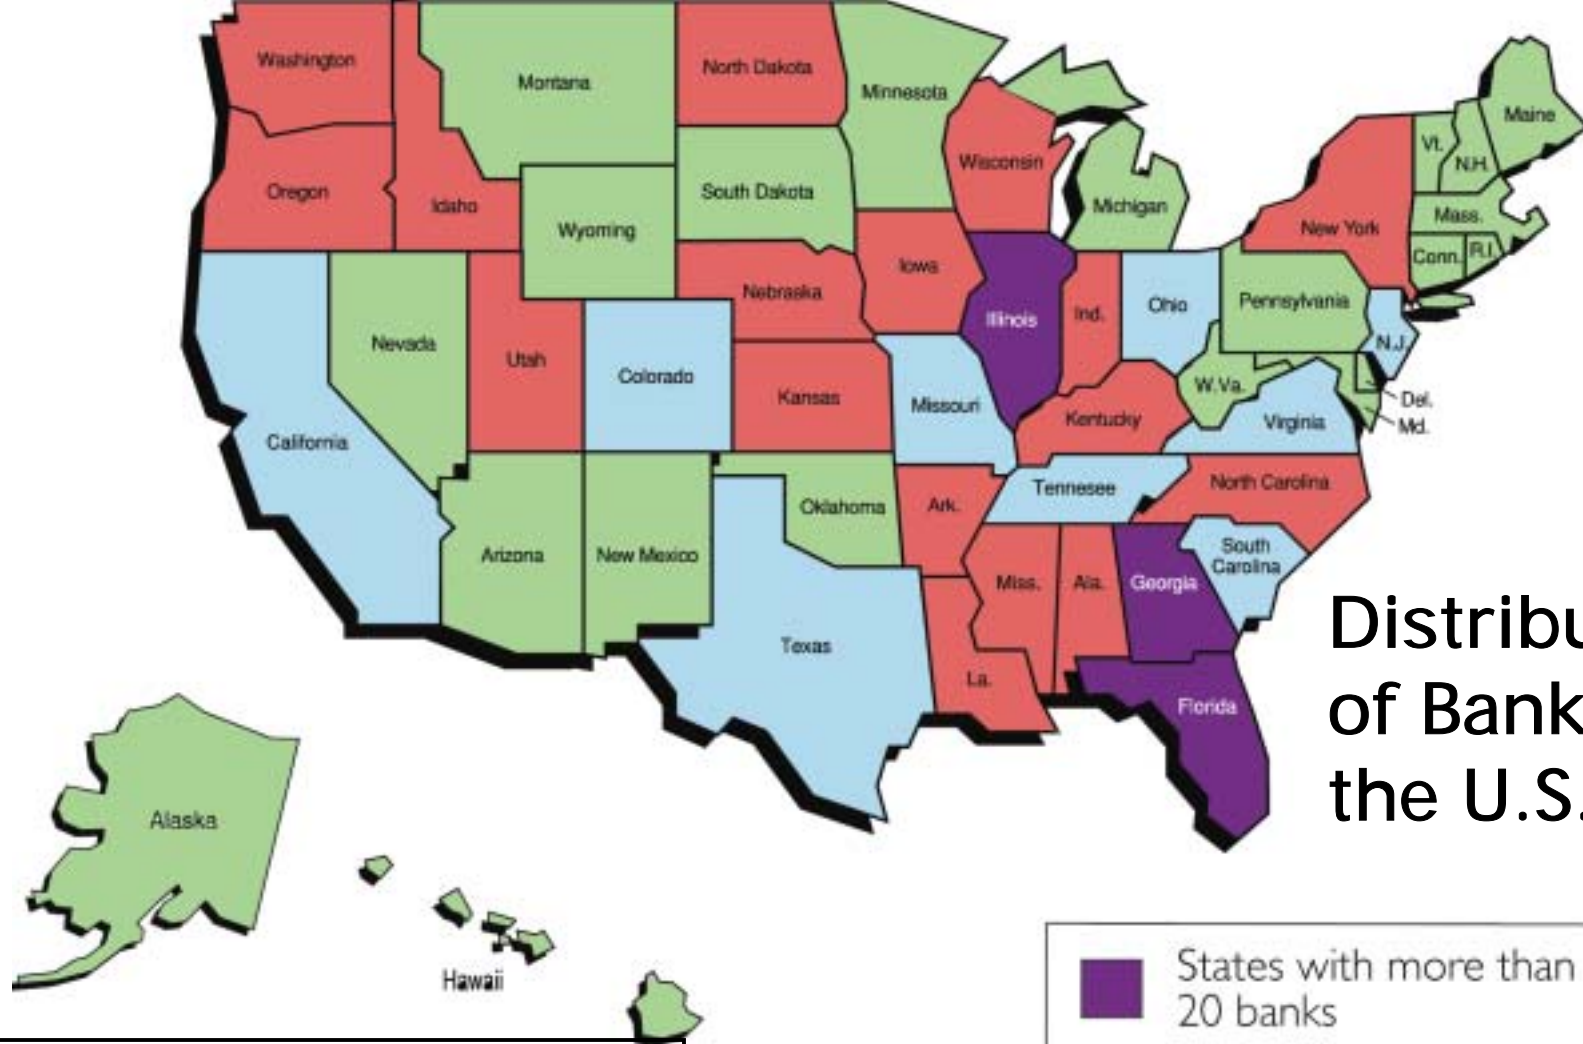 Washington
Montana
North Dakota
Minnesota
Maine
Vt.
N.H.
Oregon
Idaho
Wyoming
South Dakota
Wisconsin
Michigan
New York
Mass.
Conn.
R.I.
Nevada
Utah
Colorado
Nebraska
Iowa
Illinois
Ind.
Ohio
Pennsylvania
N.J.
California
Kansas
Missouri
Kentucky
W.Va.
Virginia
Del.
Md.
Arizona
New Mexico
Oklahoma
Ark.
Tennesee
North Carolina
Texas
La.
Miss.
Ala.
Georgia
South
Carolina
Florida
Alaska
Hawaii
Distribu
of Bank
the U.S.
States with more than
20 banks